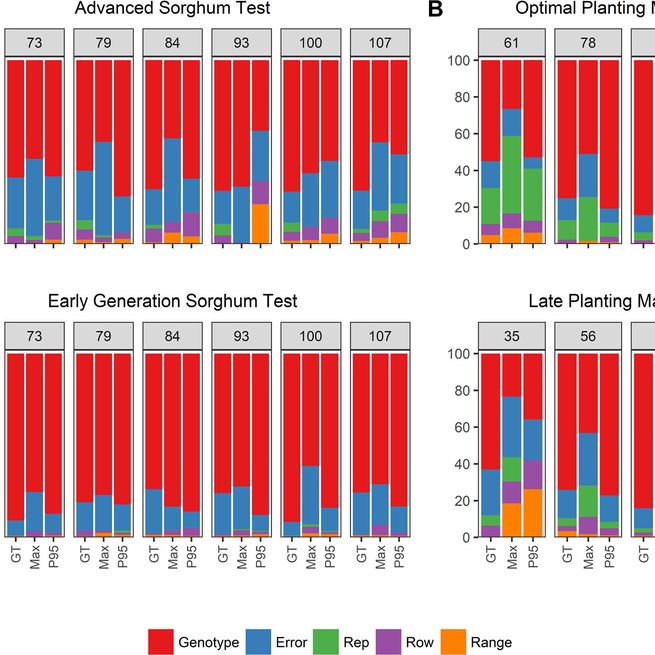 Advanced Sorghum Test
B
Optimal Planting M
73 79 84 93 100 107
61 78
100
80
60
40
20
0
Early Generation Sorghum Test
Late Planting Ma
73 79 84 93 100 107
35 56
100
80
60
40
20
0
GT Max P95 GT Max P95 GT Max P95 GT Max P95 GT Max P95 GT Max P95
GT Max P95 GT Max P95 GT
Genotype Error Rep Row Range